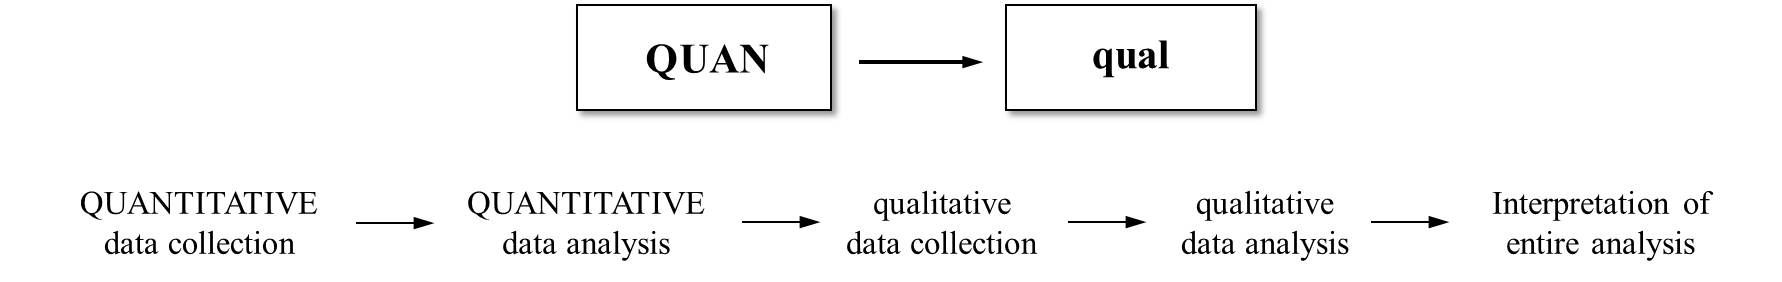 QUAN
qual
QUANTITATIVE
data collection
QUANTITATIVE
data analysis
qualitative
data collection
qualitative
data analysis
Interpretation of
entire analysis